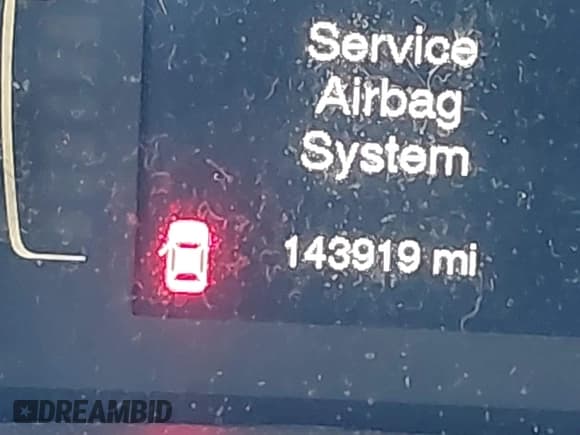 Service
Airbag
System
143919 mi
DREAMBID